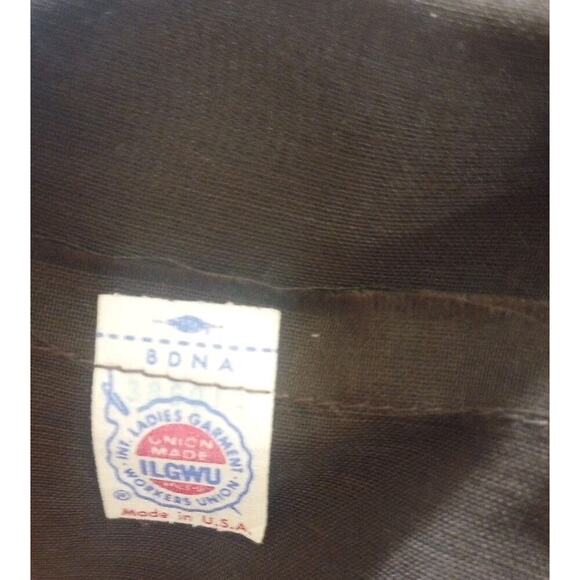 BDNA
INT. LADIES GARMENT
WORKERS UNION
UNION
MADE
ILGWU
®
Made in U.S.A.